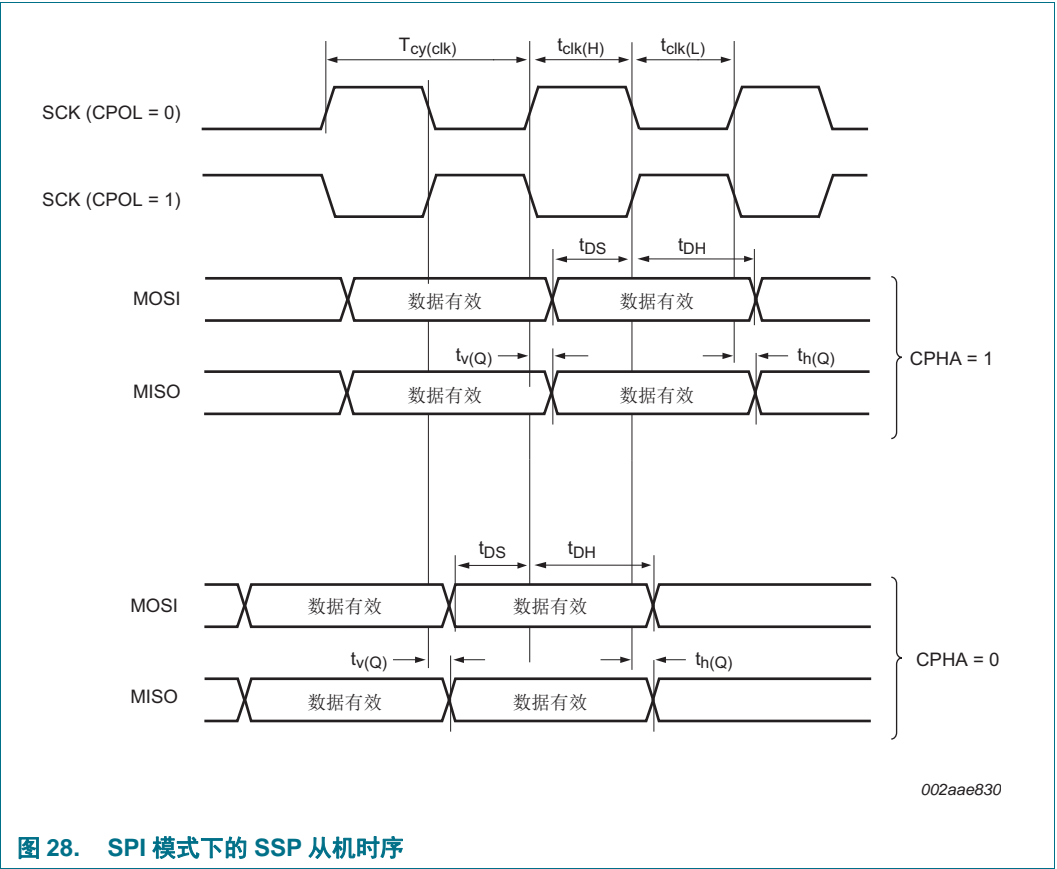 Tcy(clk) tclk(H) tclk(L)
SCK (CPOL = 0)
SCK (CPOL = 1)
tDS tDH
MOSI 数据有效 数据有效
tv(Q) th(Q)
CPHA = 1
MISO 数据有效 数据有效
tDS tDH
MOSI 数据有效 数据有效
tv(Q) th(Q)
CPHA = 0
MISO 数据有效 数据有效
002aae830
图 28. SPI 模式下的 SSP 从机时序